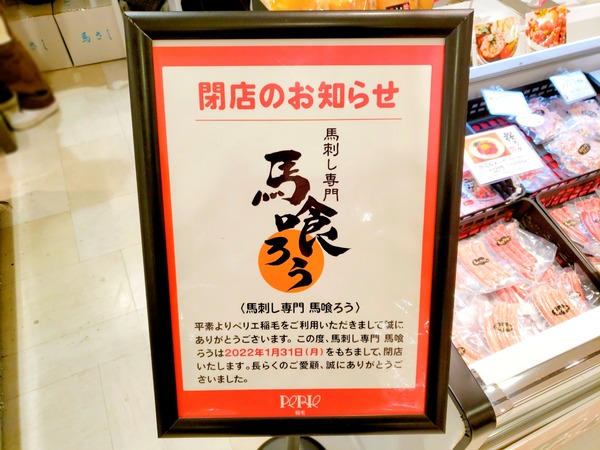 閉店のお知らせ
馬刺し専門
馬喰ろう
〈馬刺し専門 馬喰ろう〉
平素よりペリエ稲毛をご利用いただきまして誠に
ありがとうございます。この度、馬刺し専門 馬喰
ろうは2022年1月31日(月)をもちまして、閉店
いたします。長らくのご愛顧、誠にありがとうご
ざいました。
PeRIe
稲毛
馬さし